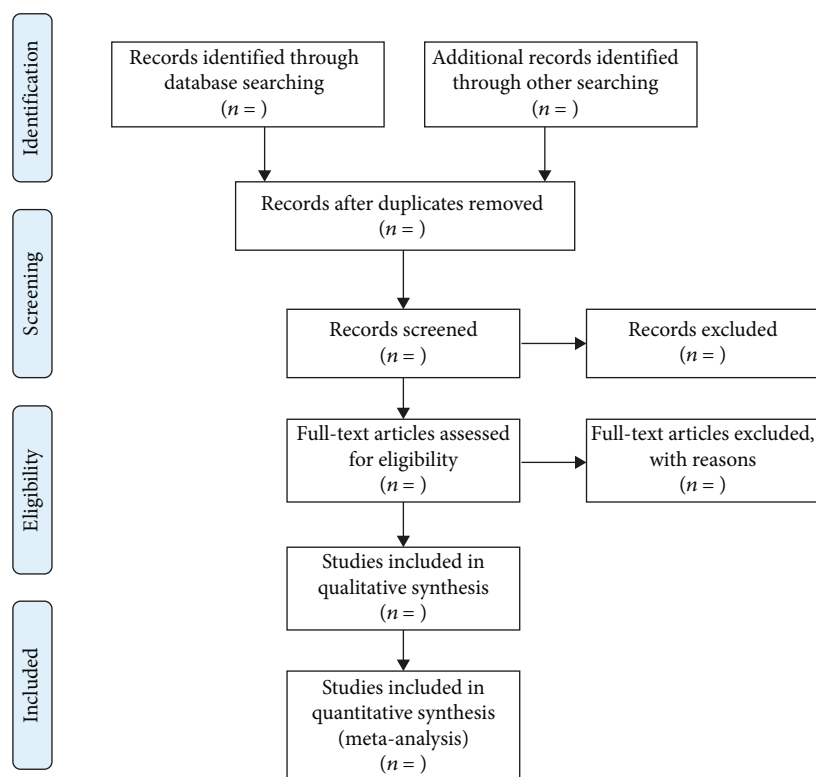 Identification
Records identified through
database searching
(n = )
Additional records identified
through other searching
(n = )
Records after duplicates removed
(n = )
Screening
Records screened
(n = )
Records excluded
(n = )
Eligibility
Full-text articles assessed
for eligibility
(n = )
Full-text articles excluded,
with reasons
(n = )
Studies included in
qualitative synthesis
(n = )
Included
Studies included in
quantitative synthesis
(meta-analysis)
(n = )